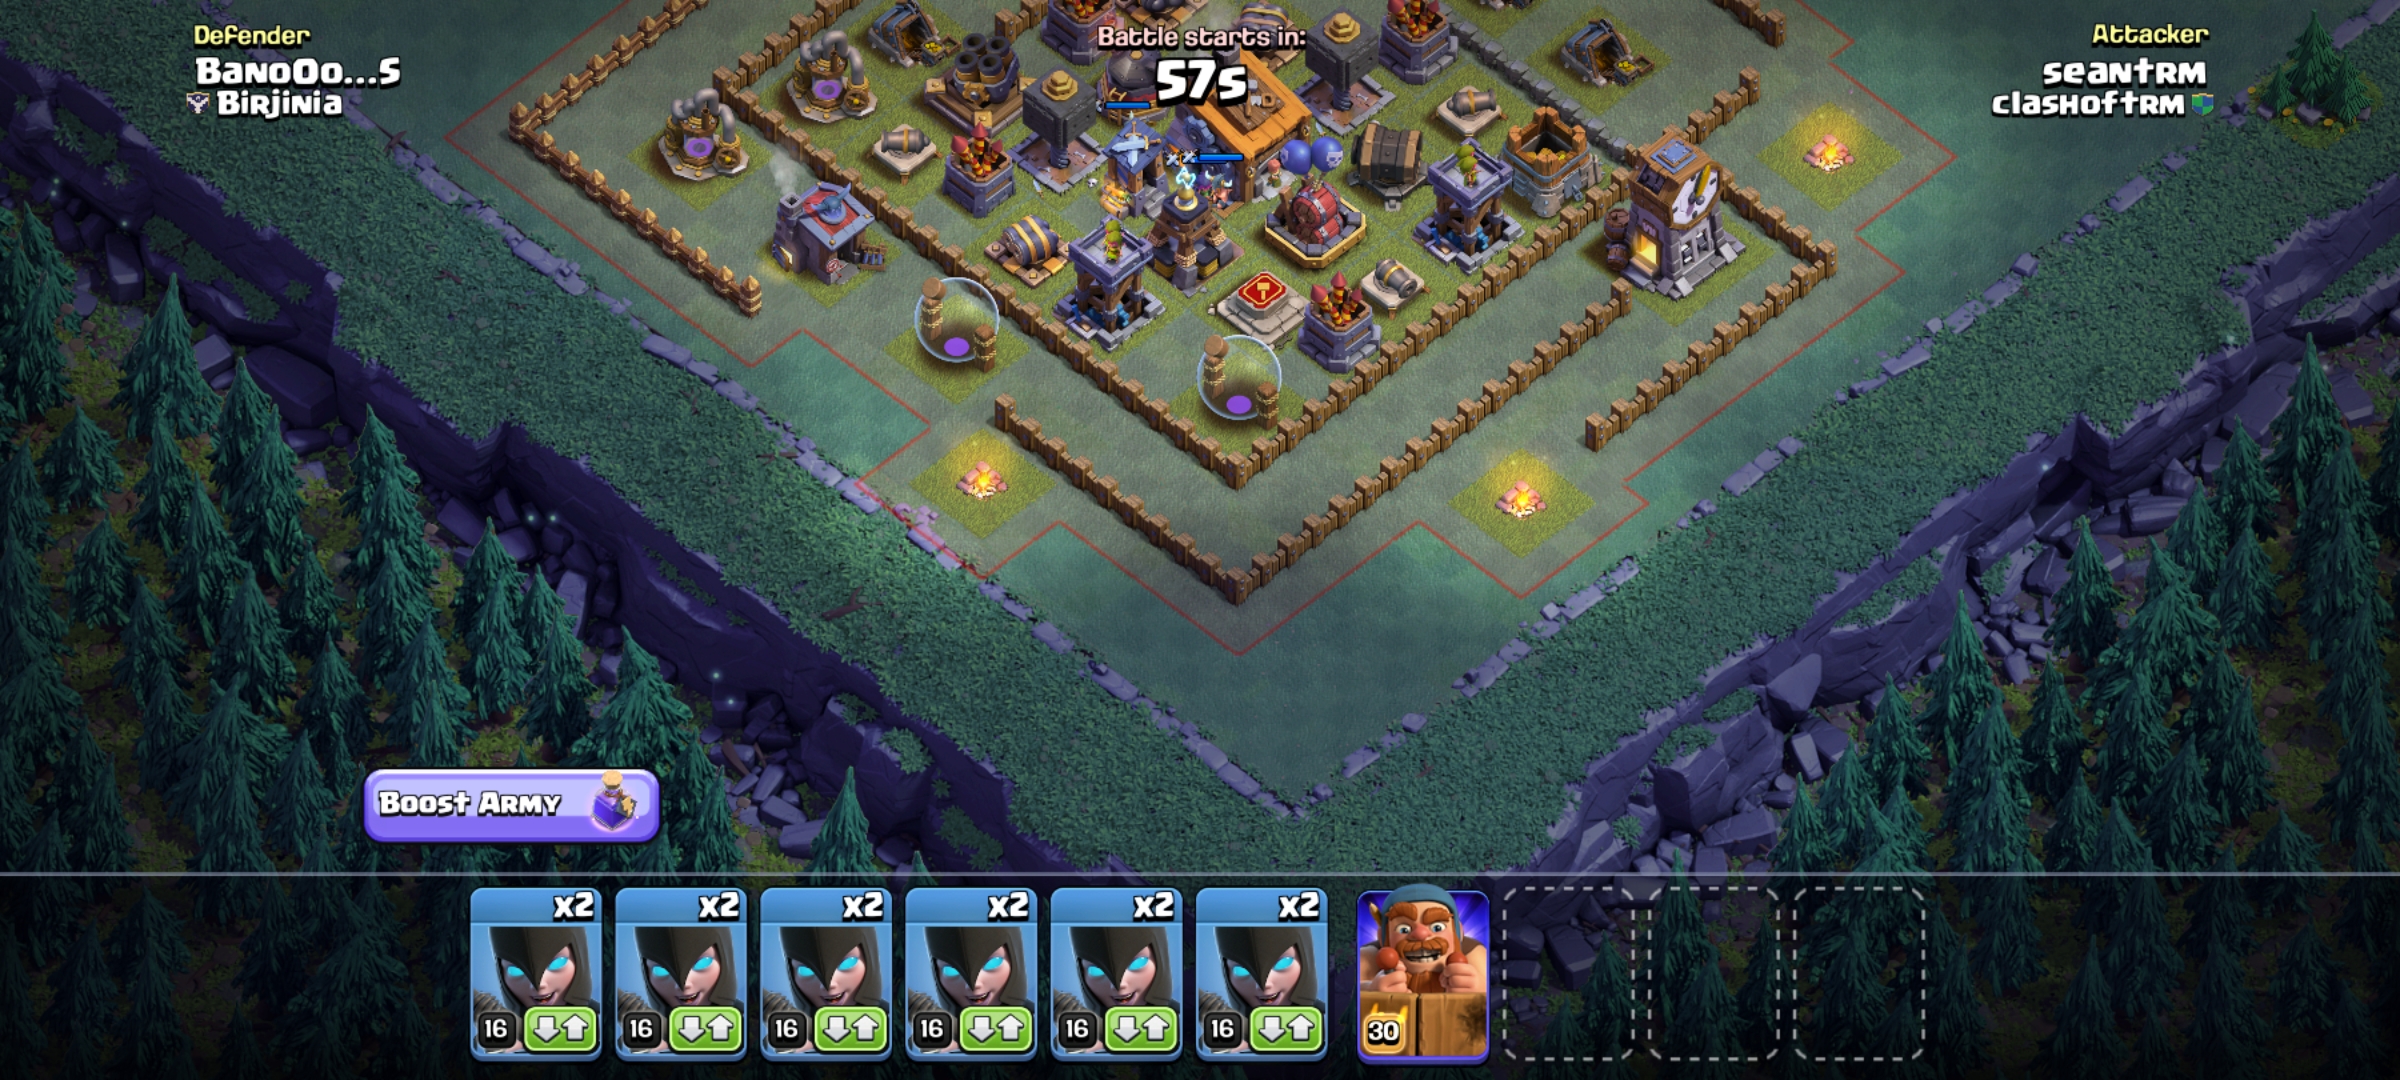 Defender
BanoOo...S
Birjinia
Battle starts in:
57s
Attacker
seantRM
clashoftRM
Boost Army
x2
x2
x2
x2
x2
x2
16
16
16
16
16
16
30